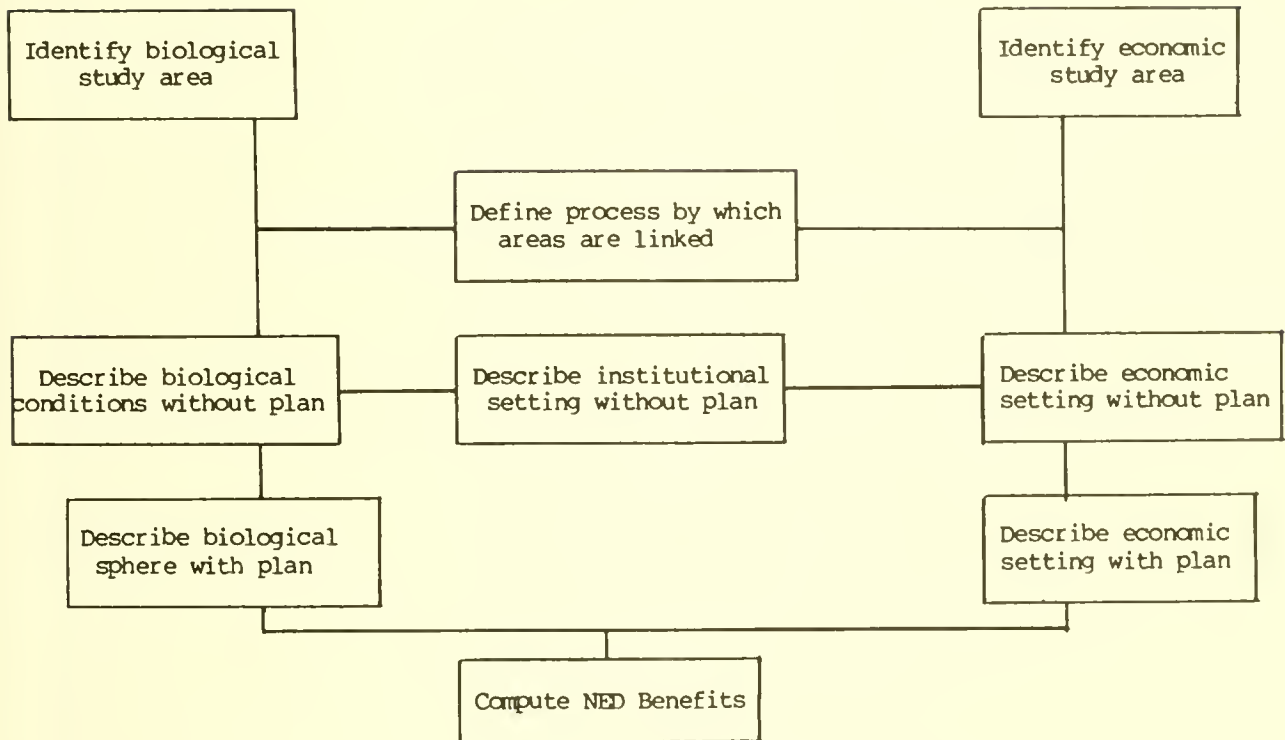 Identify biological
study area
Identify economic
study area
Define process by which
areas are linked
Describe biological
conditions without plan
Describe institutional
setting without plan
Describe economic
setting without plan
Describe biological
sphere with plan
Describe economic
setting with plan
Compute NED Benefits